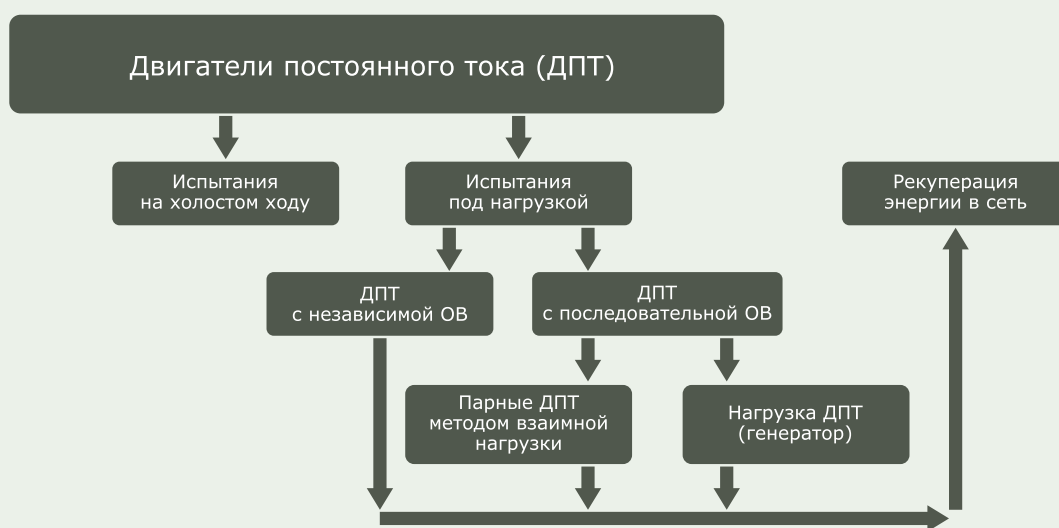 Двигатели постоянного тока (ДПТ)
Испытания
на холостом ходу
Испытания
под нагрузкой
Рекуперация
энергии в сеть
ДПТ
с независимой ОВ
ДПТ
с последовательной ОВ
Парные ДПТ
методом взаимной
нагрузки
Нагрузка ДПТ
(генератор)